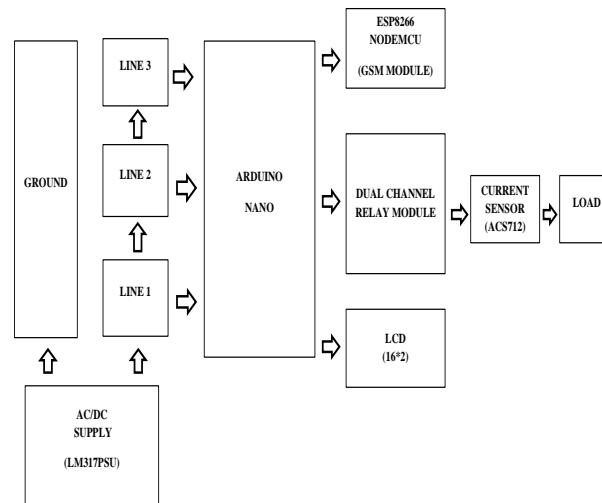 GROUND
LINE 3
LINE 2
LINE 1
AC/DC
SUPPLY
(LM317PSU)
ARDUINO
NANO
ESP8266
NODEMCU
(GSM MODULE)
DUAL CHANNEL
RELAY MODULE
CURRENT
SENSOR
(ACS712)
LOAD
LCD
(16*2)